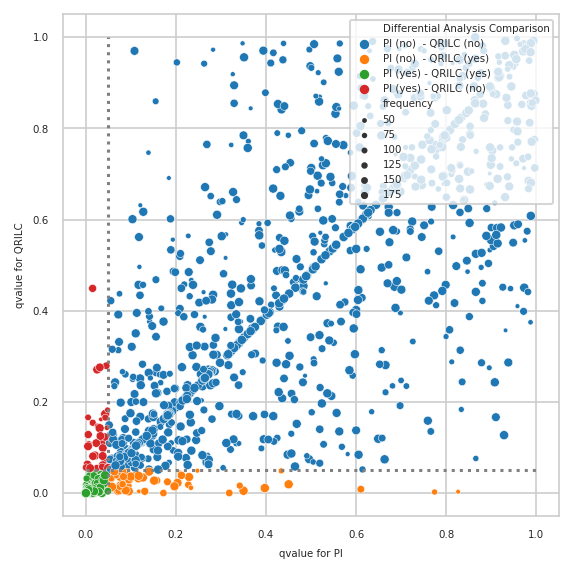 Differential Analysis Comparison
PI (no)  - QRILC (no)
PI (no)  - QRILC (yes)
PI (yes) - QRILC (yes)
PI (yes) - QRILC (no)
frequency
50
75
100
125
150
175
1.0
0.8
0.6
0.4
0.2
0.0
qvalue for QRILC
0.0 0.2 0.4 0.6 0.8 1.0
qvalue for PI